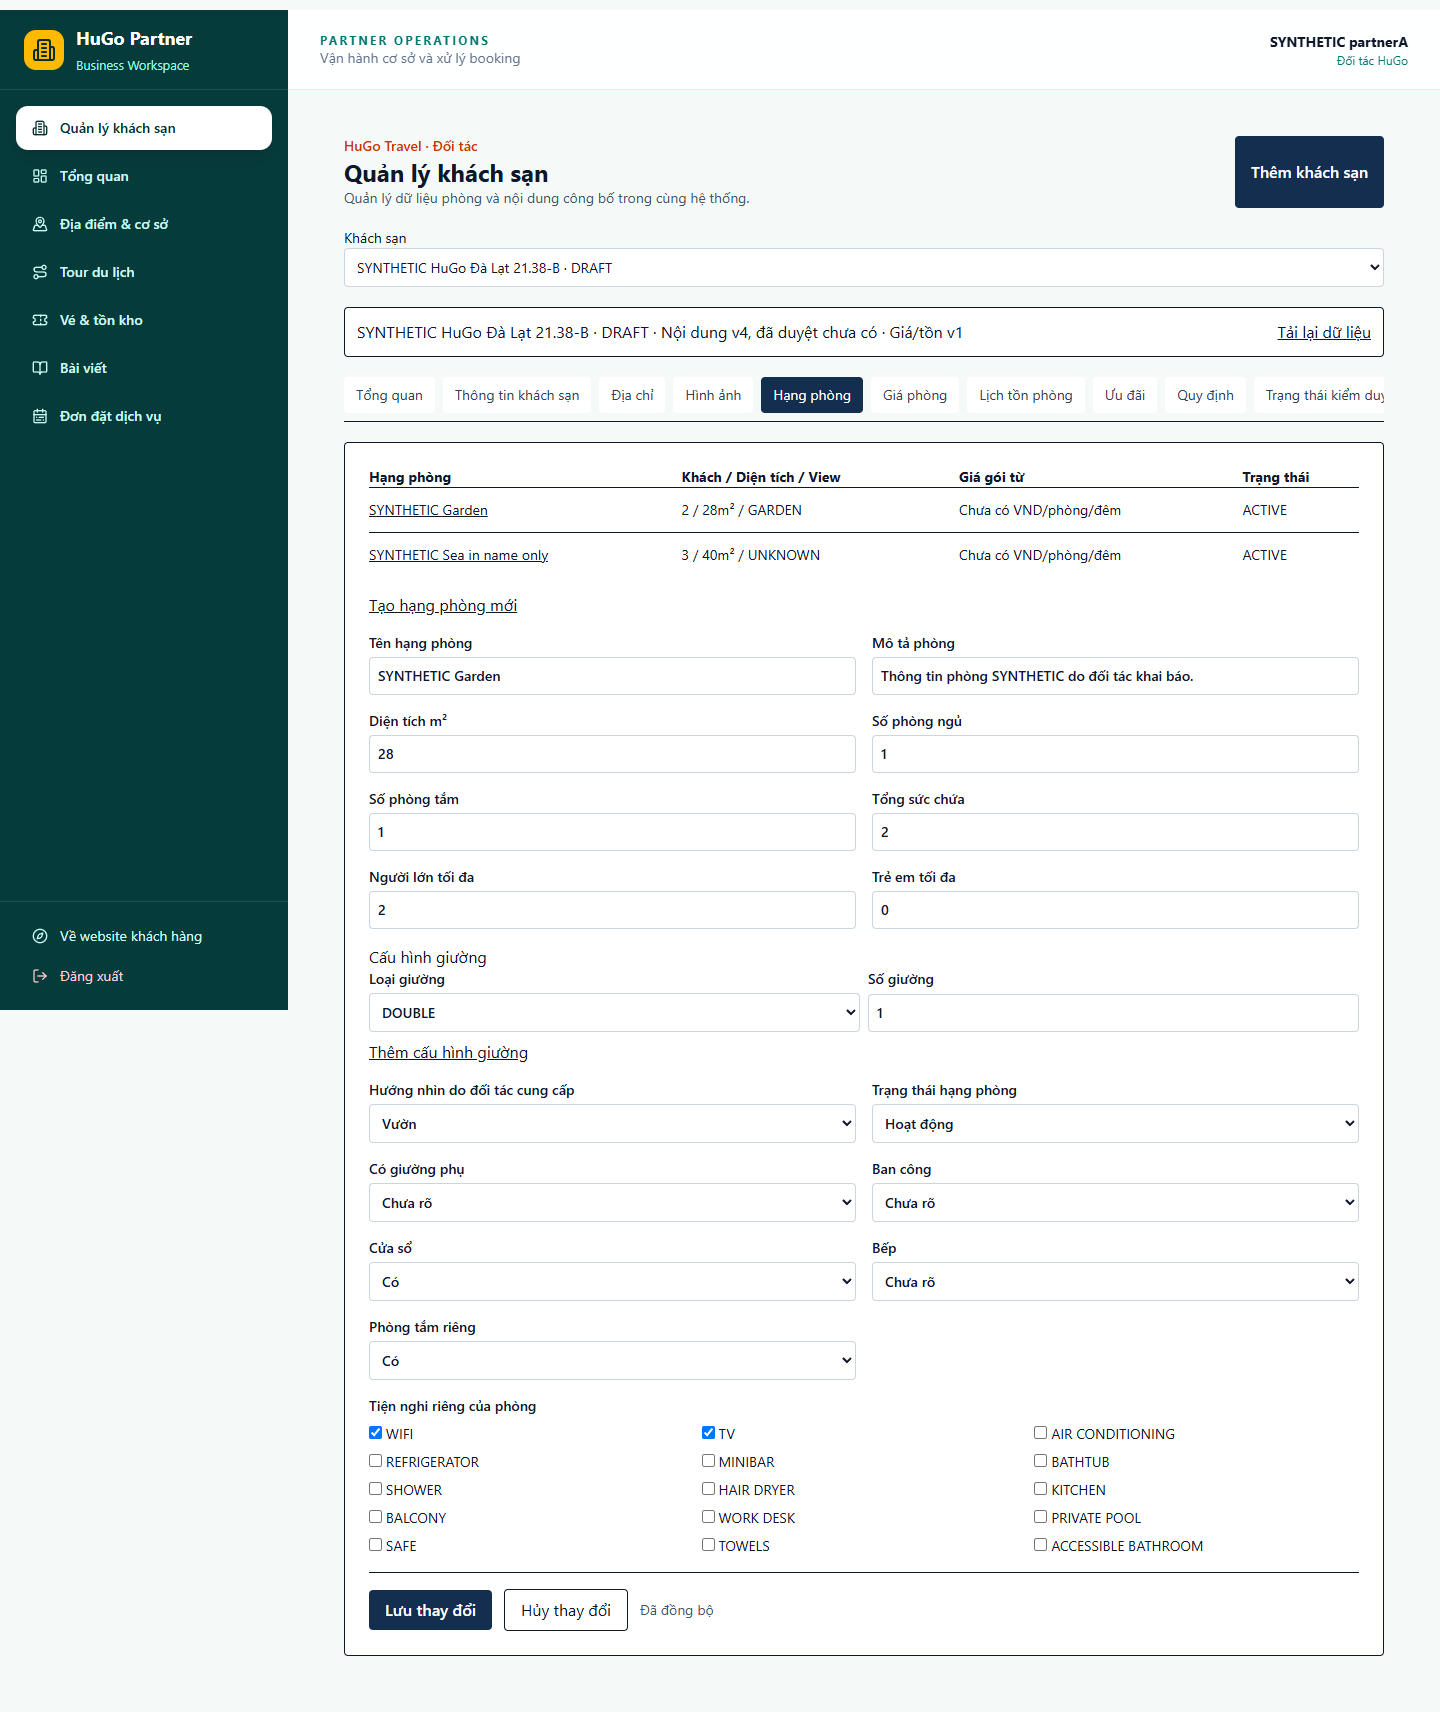 HuGo Partner
Business Workspace
Quản lý khách sạn
Tổng quan
Địa điểm & cơ sở
Tour du lịch
Vé & tồn kho
Bài viết
Đơn đặt dịch vụ
Về website khách hàng
Đăng xuất
PARTNER OPERATIONS
Vận hành cơ sở và xử lý booking
SYNTHETIC partnerA
Đối tác HuGo
HuGo Travel · Đối tác
Quản lý khách sạn
Quản lý dữ liệu phòng và nội dung công bố trong cùng hệ thống.
Thêm khách sạn
Khách sạn
SYNTHETIC HuGo Đà Lạt 21.38-B · DRAFT
SYNTHETIC HuGo Đà Lạt 21.38-B · DRAFT · Nội dung v4, đã duyệt chưa có · Giá/tồn v1 Tải lại dữ liệu
Tổng quan Thông tin khách sạn Địa chỉ Hình ảnh Hạng phòng Giá phòng Lịch tồn phòng Ưu đãi Quy định Trạng thái kiểm duy
Hạng phòng Khách / Diện tích / View Giá gói từ Trạng thái
SYNTHETIC Garden 2 / 28m² / GARDEN Chưa có VND/phòng/đêm ACTIVE
SYNTHETIC Sea in name only 3 / 40m² / UNKNOWN Chưa có VND/phòng/đêm ACTIVE
Tạo hạng phòng mới
Tên hạng phòng Mô tả phòng
SYNTHETIC Garden Thông tin phòng SYNTHETIC do đối tác khai báo.
Diện tích m² Số phòng ngủ
28 1
Số phòng tắm Tổng sức chứa
1 2
Người lớn tối đa Trẻ em tối đa
2 0
Cấu hình giường
Loại giường Số giường
DOUBLE 1
Thêm cấu hình giường
Hướng nhìn do đối tác cung cấp Trạng thái hạng phòng
Vườn Hoạt động
Có giường phụ Ban công
Chưa rõ Chưa rõ
Cửa sổ Bếp
Có Chưa rõ
Phòng tắm riêng
Có
Tiện nghi riêng của phòng
WIFI TV AIR CONDITIONING
REFRIGERATOR MINIBAR BATHTUB
SHOWER HAIR DRYER KITCHEN
BALCONY WORK DESK PRIVATE POOL
SAFE TOWELS ACCESSIBLE BATHROOM
Lưu thay đổi Hủy thay đổi Đã đồng bộ